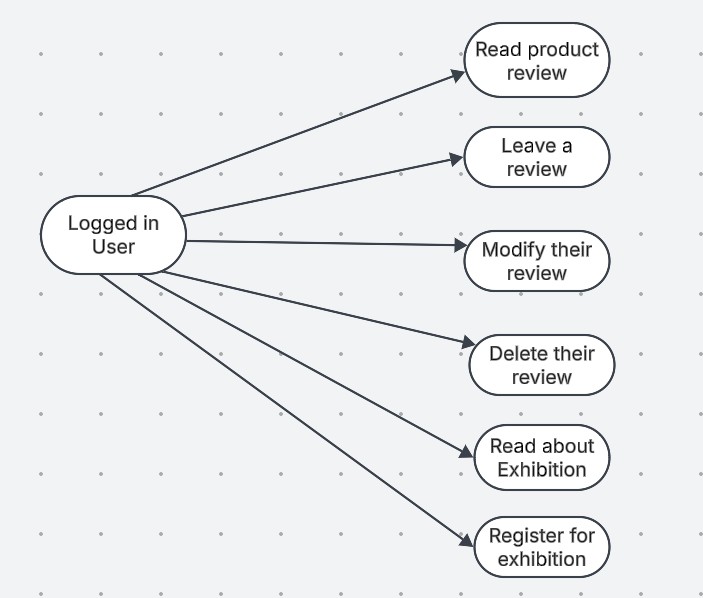 Read product
review
Leave a
review
Logged in
User
Modify their
review
Delete their
review
Read about
Exhibition
Register for
exhibition